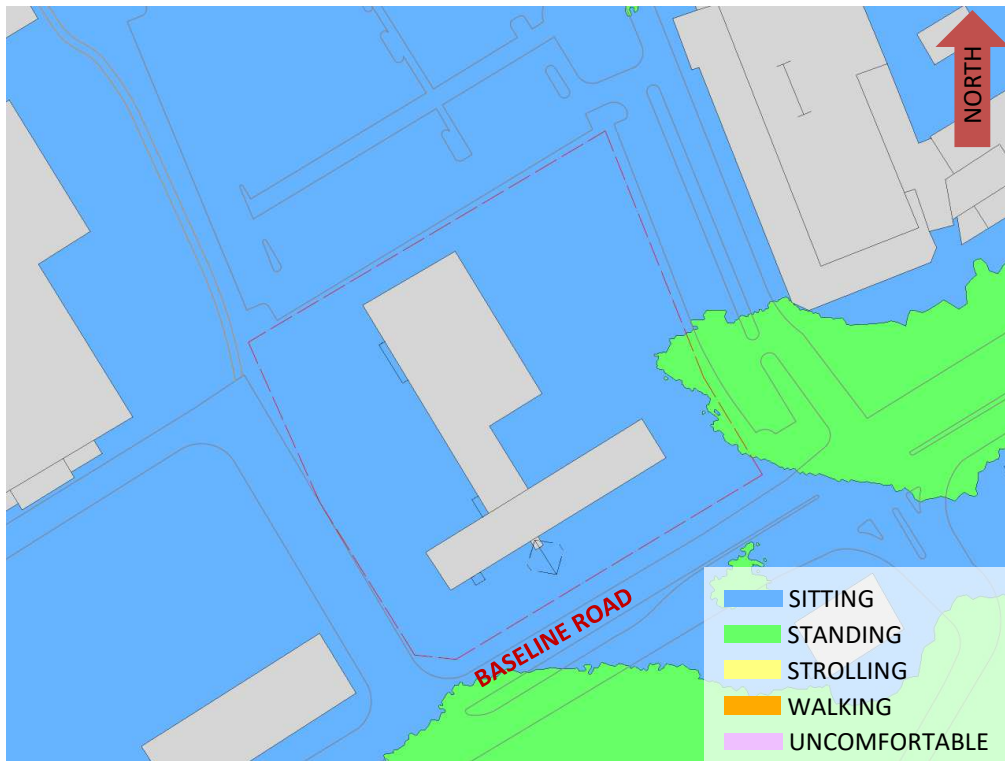 NORTH
BASELINE ROAD
SITTING
STANDING
STROLLING
WALKING
UNCOMFORTABLE